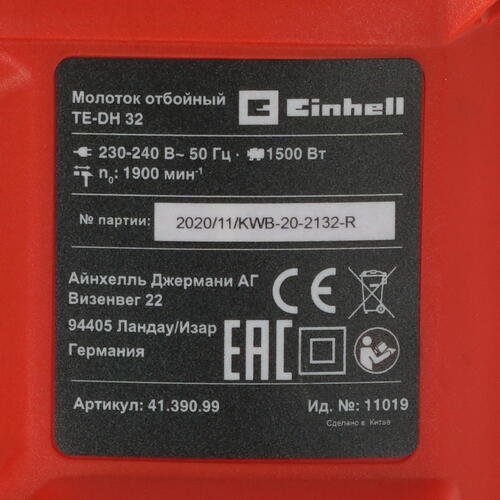 Молоток отбойный
TE-DH 32
Einhell
230-240 В~ 50 Гц · 1500 Вт
n₀: 1900 мин⁻¹
№ партии: 2020/11/KWB-20-2132-R
Айнхелль Джермани АГ
Визенвег 22
94405 Ландау/Изар
Германия
CE
EAC
Артикул: 41.390.99
Ид. №: 11019
Сделано в Китае